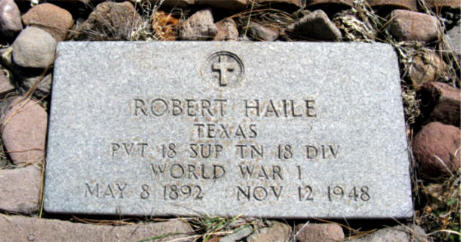 ROBERT HAILE
TEXAS
PVT 18 SUP TN 18 DIV
WORLD WAR I
MAY 8 1892 NOV 12 1948